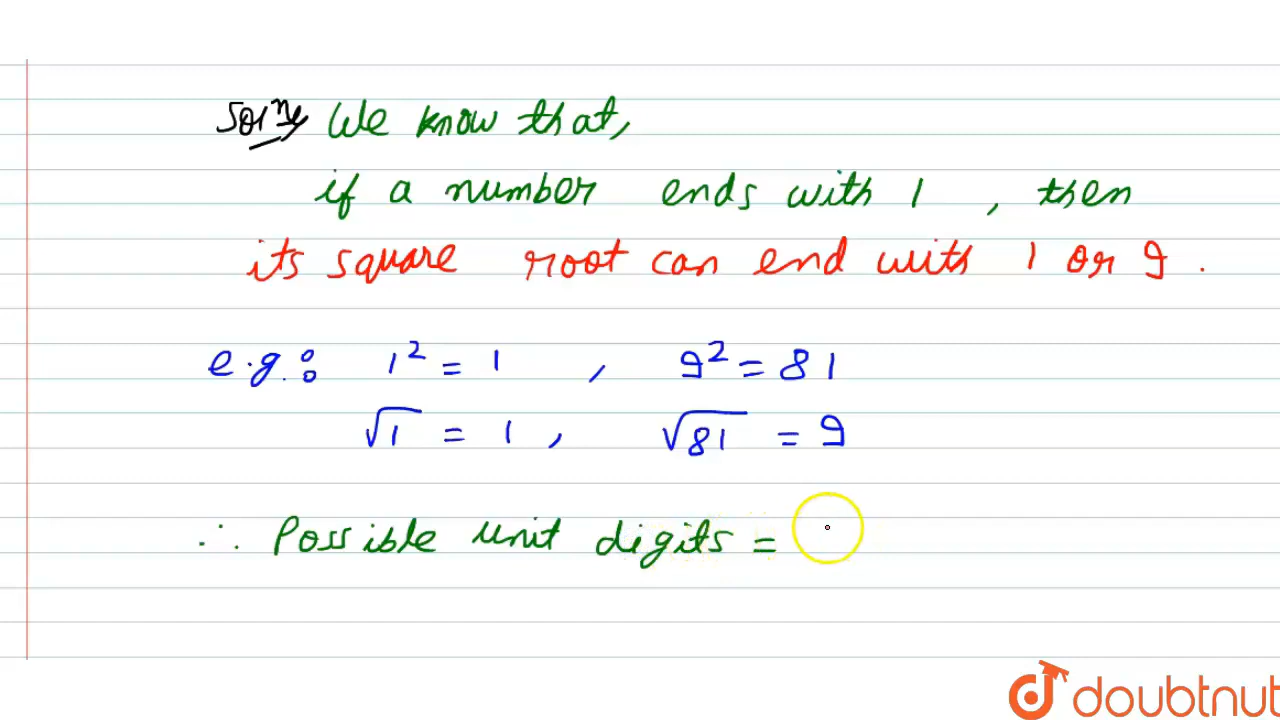 Solⁿ:- We know that,
if a number ends with 1 , then
its square root can end with 1 or 9 .
e.g.: 1² = 1 , 9² = 81
√1 = 1 , √81 = 9
∴ Possible unit digits =
doubtnut